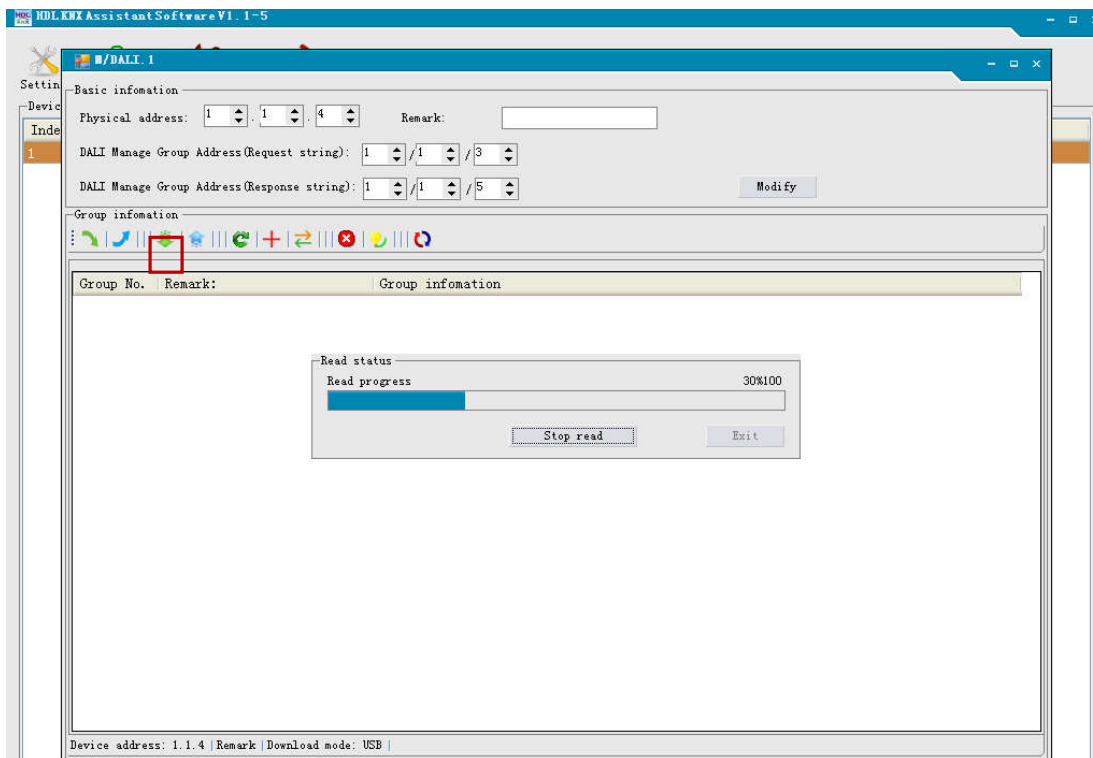 HDL KNX Assistant Software V1.1-5
M/DALI.1
Settin
Basic infomation
Devic
Physical address: 1 . 1 . 4 Remark:
Inde
DALI Manage Group Address(Request string): 1 / 1 / 3
1
DALI Manage Group Address(Response string): 1 / 1 / 5 Modify
Group infomation
Group No. Remark: Group infomation
Read status
Read progress 30%100
Stop read Exit
Device address: 1.1.4 | Remark | Download mode: USB |